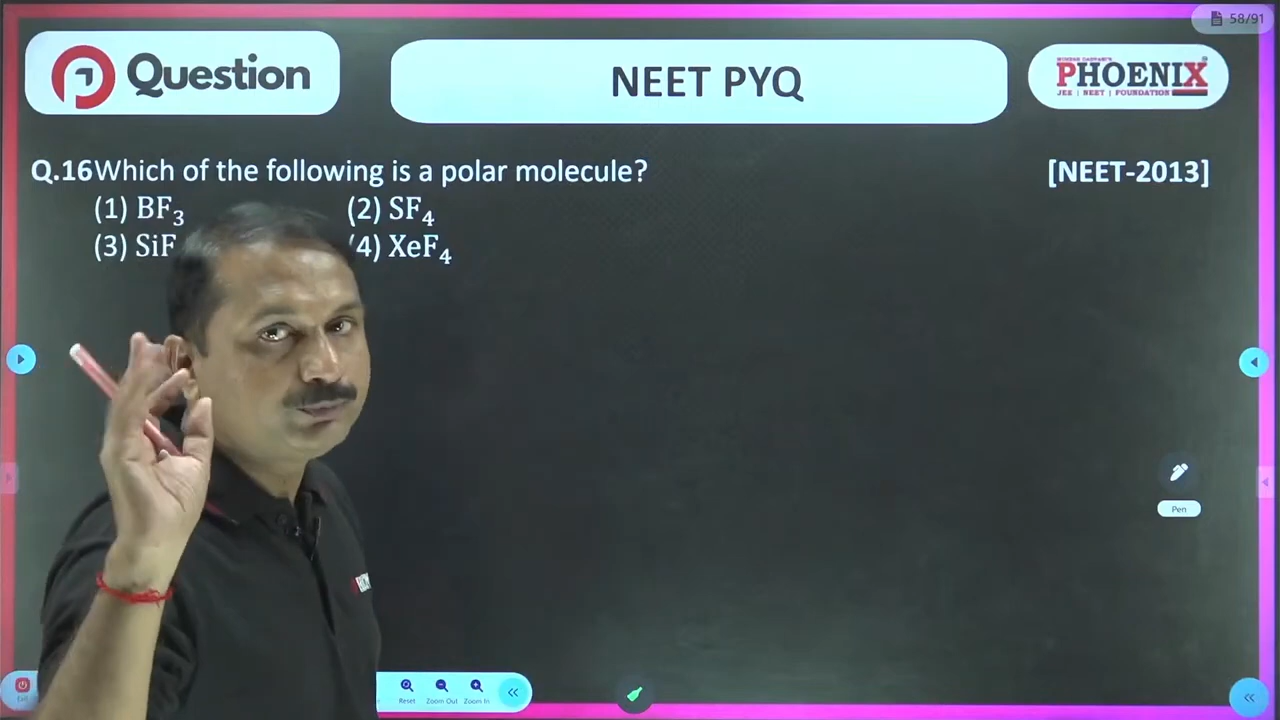 58/91
Question
NEET PYQ
PHOENIX
JEE | NEET | FOUNDATION
Q.16 Which of the following is a polar molecule? [NEET-2013]
(1) BF₃ (2) SF₄
(3) SiF 4) XeF₄
Pen
Reset Zoom Out Zoom In